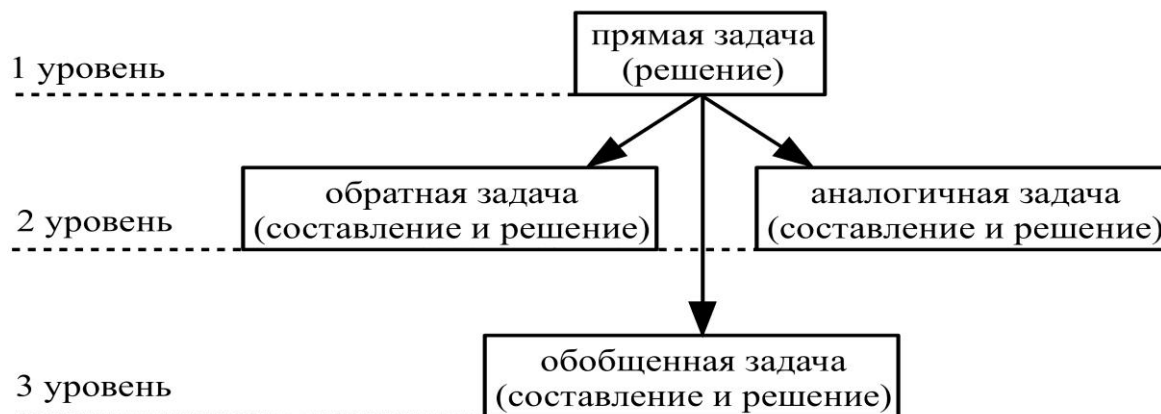 прямая задача
(решение)
1 уровень
обратная задача
(составление и решение)
аналогичная задача
(составление и решение)
2 уровень
обобщенная задача
(составление и решение)
3 уровень